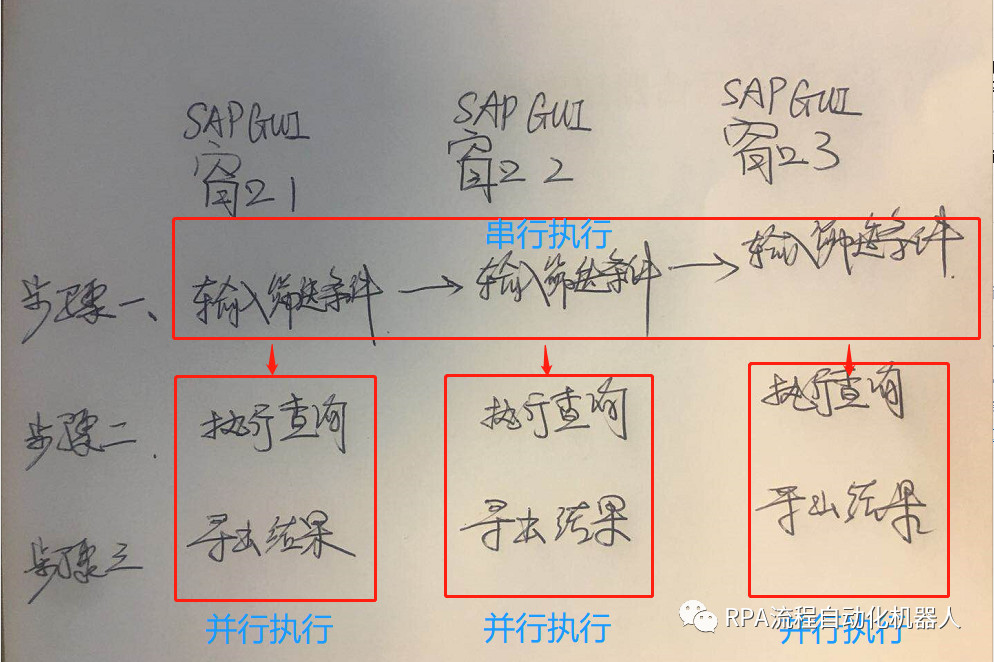 SAP GUI SAP GUI SAP GUI
窗口1 窗口2 窗口3
串行执行
步骤一、 输入筛选条件 → 输入筛选条件 → 输入筛选条件
步骤二、 执行查询 执行查询 执行查询
步骤三 导出结果 导出结果 导出结果
并行执行 并行执行 并行执行
RPA流程自动化机器人